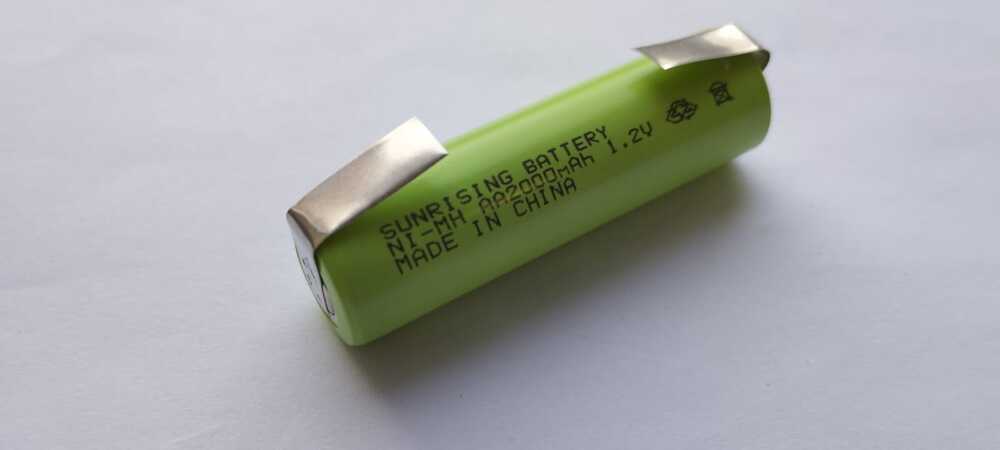 SUNRISING BATTERY
NI-MH AA2000mAh 1.2V
MADE IN CHINA